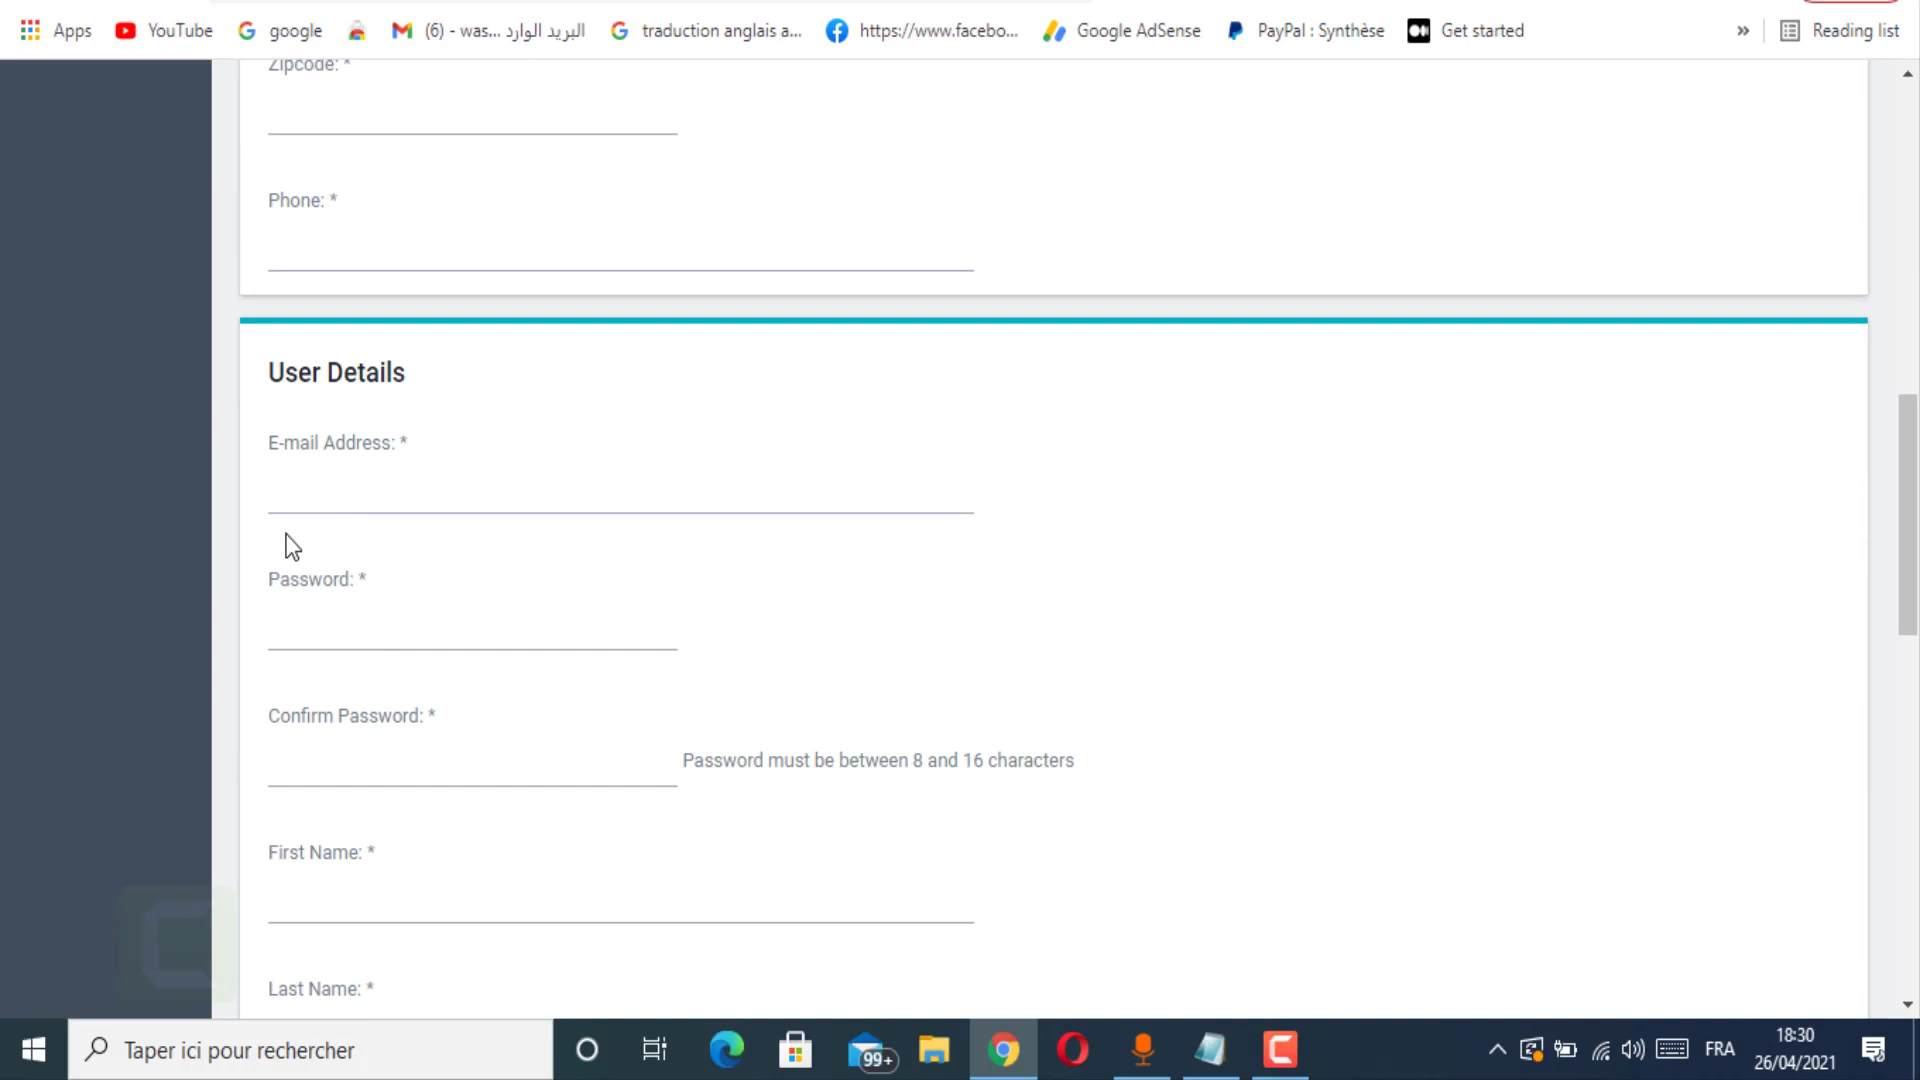 Apps YouTube google (6) - was... البريد الوارد traduction anglais a... https://www.facebo... Google AdSense PayPal : Synthèse Get started » Reading list
Zipcode: *
Phone: *
User Details
E-mail Address: *
Password: *
Confirm Password: *
Password must be between 8 and 16 characters
First Name: *
Last Name: *
Taper ici pour rechercher 99+ FRA 18:30
26/04/2021